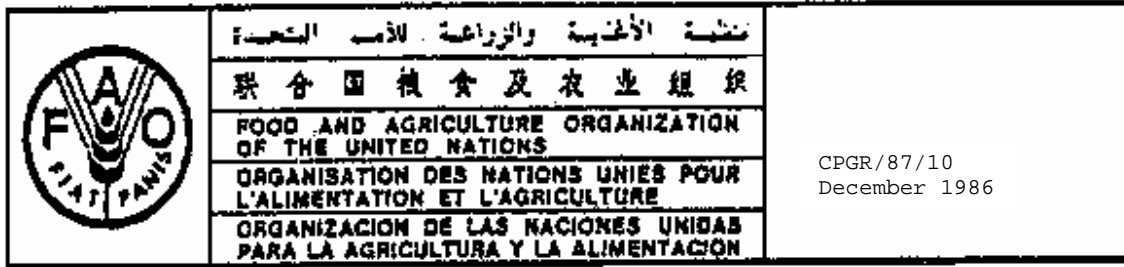 FAO
FIAT PANIS
منظمة الأغذية والزراعة للأمم المتحدة
联合国粮食及农业组织
FOOD AND AGRICULTURE ORGANIZATION
OF THE UNITED NATIONS
ORGANISATION DES NATIONS UNIES POUR
L'ALIMENTATION ET L'AGRICULTURE
ORGANIZACION DE LAS NACIONES UNIDAS
PARA LA AGRICULTURA Y LA ALIMENTACION
CPGR/87/10
December 1986